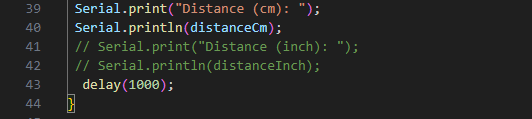 39 Serial.print("Distance (cm): ");
40 Serial.println(distanceCm);
41 // Serial.print("Distance (inch): ");
42 // Serial.println(distanceInch);
43 delay(1000);
44 }